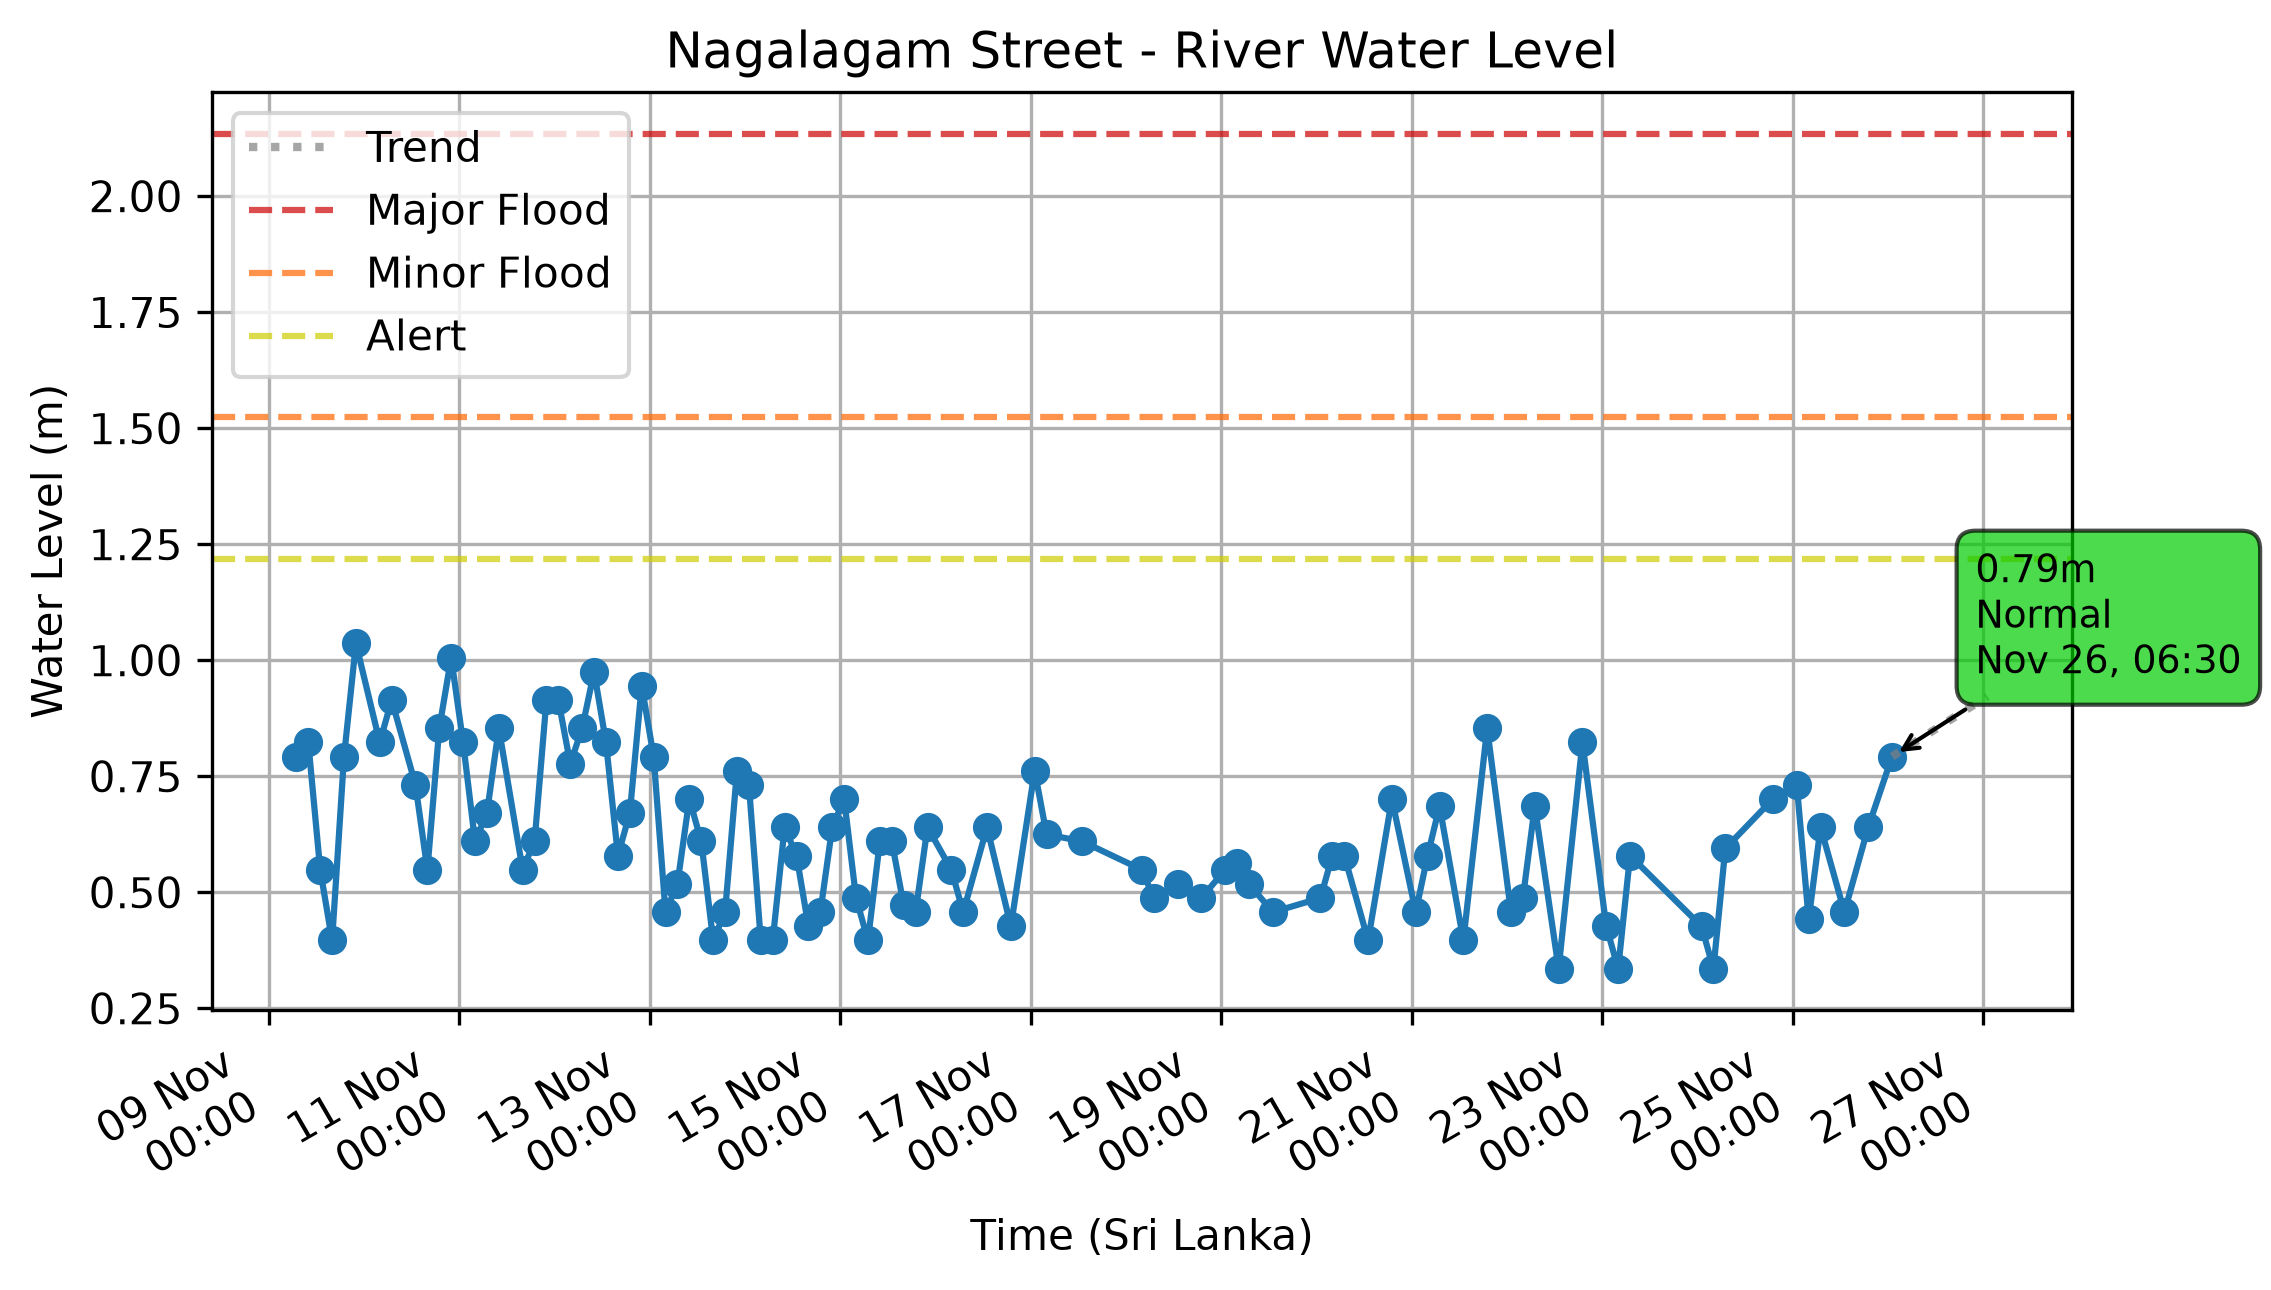 Nagalagam Street - River Water Level
Trend
Major Flood
Minor Flood
Alert
Water Level (m)
2.00
1.75
1.50
1.25
1.00
0.75
0.50
0.25
0.79m
Normal
Nov 26, 06:30
09 Nov
00:00
11 Nov
00:00
13 Nov
00:00
15 Nov
00:00
17 Nov
00:00
19 Nov
00:00
21 Nov
00:00
23 Nov
00:00
25 Nov
00:00
27 Nov
00:00
Time (Sri Lanka)